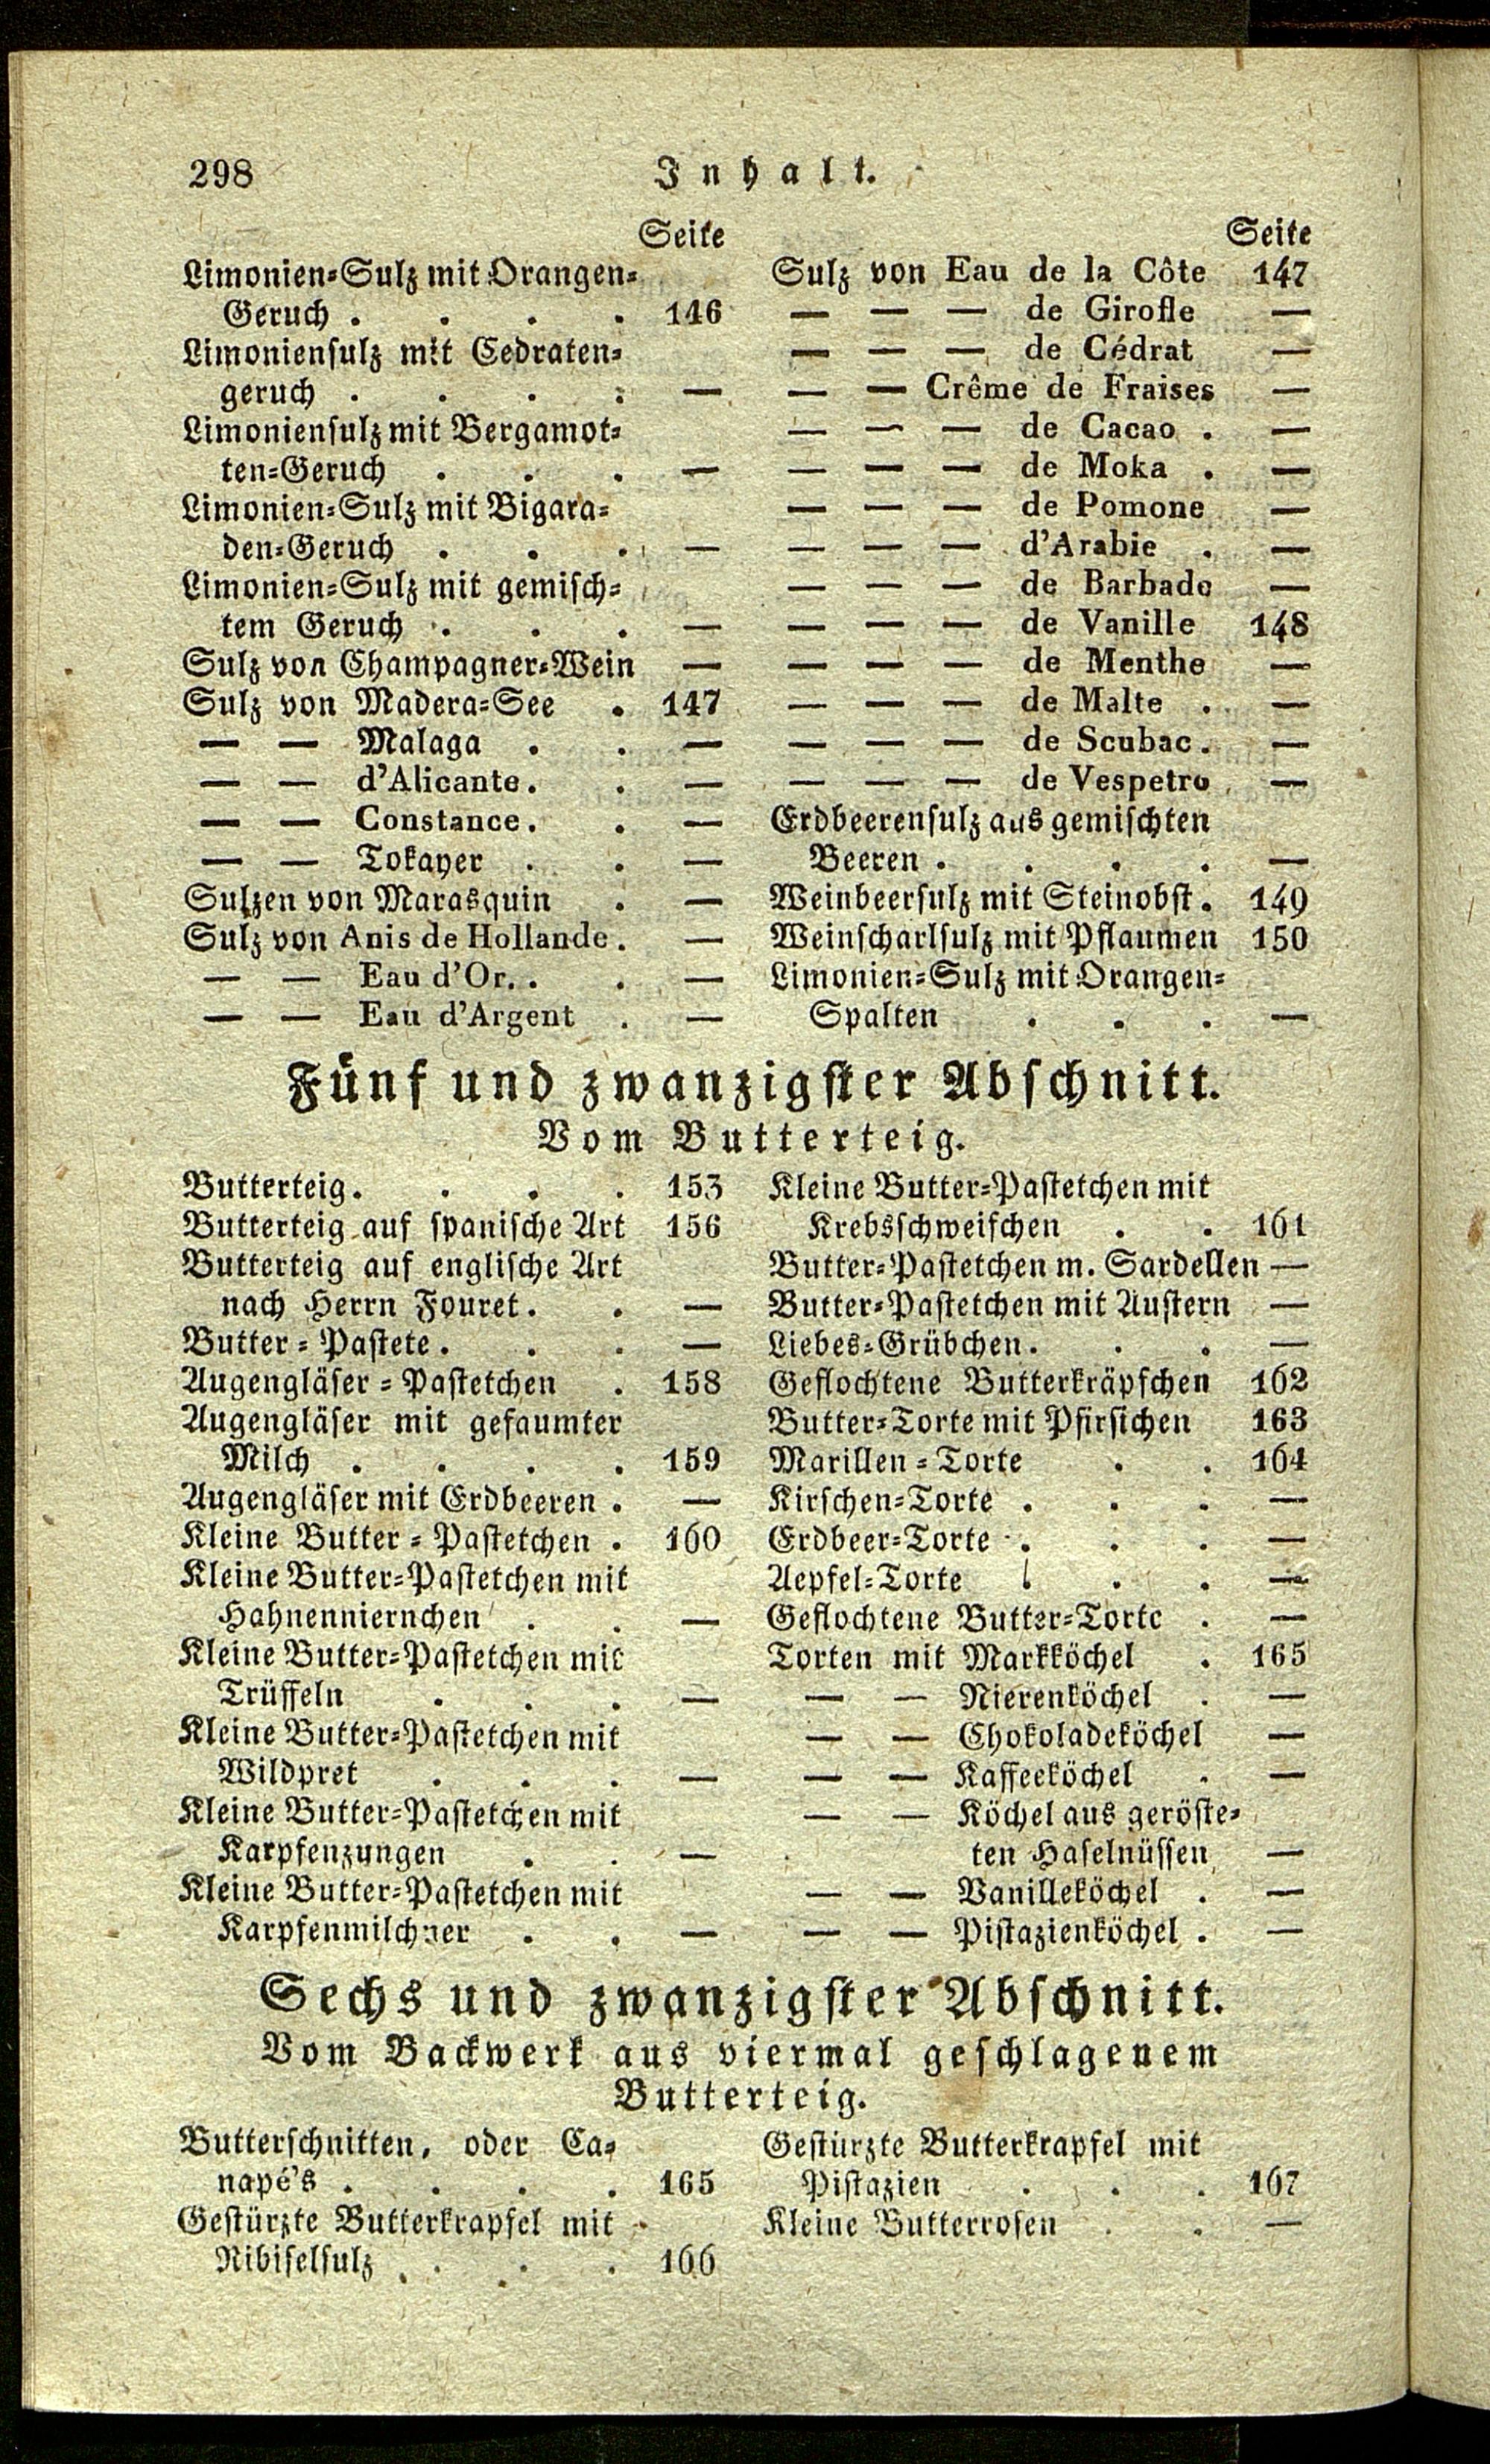 298
Inhalt.
Seite
Limonien-Sulz mit Orangen-
Geruch . . . . 146
Limoniensulz mit Cedraten-
geruch . . . . —
Limoniensulz mit Bergamot-
ten-Geruch . . . —
Limonien-Sulz mit Bigara-
den-Geruch . . . —
Limonien-Sulz mit gemisch-
tem Geruch . . . —
Sulz von Champagner-Wein —
Sulz von Madera-See . 147
— — Malaga . . —
— — d'Alicante. . —
— — Constance. . —
— — Tokayer . . —
Sulzen von Marasquin . —
Sulz von Anis de Hollande. —
— — Eau d'Or. . . —
— — Eau d'Argent . —
Seite
Sulz von Eau de la Côte 147
— — — de Girofle —
— — — de Cédrat —
— — Crême de Fraises —
— — — de Cacao . —
— — — de Moka . —
— — — de Pomone —
— — — d'Arabie . —
— — — de Barbade —
— — — de Vanille 148
— — — de Menthe —
— — — de Malte . —
— — — de Scubac. —
— — — de Vespetro —
Erdbeerensulz aus gemischten
Beeren . . . . —
Weinbeersulz mit Steinobst. 149
Weinscharlsulz mit Pflaumen 150
Limonien-Sulz mit Orangen-
Spalten . . . —
Fünf und zwanzigster Abschnitt.
Vom Butterteig.
Butterteig. . . . 153
Butterteig auf spanische Art 156
Butterteig auf englische Art
nach Herrn Fouret. . —
Butter-Pastete. . . —
Augengläser-Pastetchen . 158
Augengläser mit gefaumter
Milch . . . . 159
Augengläser mit Erdbeeren . —
Kleine Butter-Pastetchen . 160
Kleine Butter-Pastetchen mit
Hahnenniernchen . . —
Kleine Butter-Pastetchen mit
Trüffeln . . . —
Kleine Butter-Pastetchen mit
Wildpret . . . —
Kleine Butter-Pastetchen mit
Karpfenzungen . . —
Kleine Butter-Pastetchen mit
Karpfenmilchner . . —
Kleine Butter-Pastetchen mit
Krebsschweifchen . . 161
Butter-Pastetchen m. Sardellen —
Butter-Pastetchen mit Austern —
Liebes-Grübchen. . . —
Geflochtene Butterkräpfchen 162
Butter-Torte mit Pfirsichen 163
Marillen-Torte . . 164
Kirschen-Torte . . . —
Erdbeer-Torte . . . —
Aepfel-Torte . . . —
Geflochtene Butter-Torte . —
Torten mit Markköchel . 165
— — Nierenköchel . —
— — Chokoladeköchel —
— — Kaffeeköchel . —
— — Köchel aus geröste-
ten Haselnüssen —
— — Vanilleköchel . —
— — Pistazienköchel . —
Sechs und zwanzigster Abschnitt.
Vom Backwerk aus viermal geschlagenem
Butterteig.
Butterschnitten, oder Ca-
napé's . . . . 165
Gestürzte Butterkrapfel mit
Ribiselsulz . . . 166
Gestürzte Butterkrapfel mit
Pistazien . . . 167
Kleine Butterrosen . . —